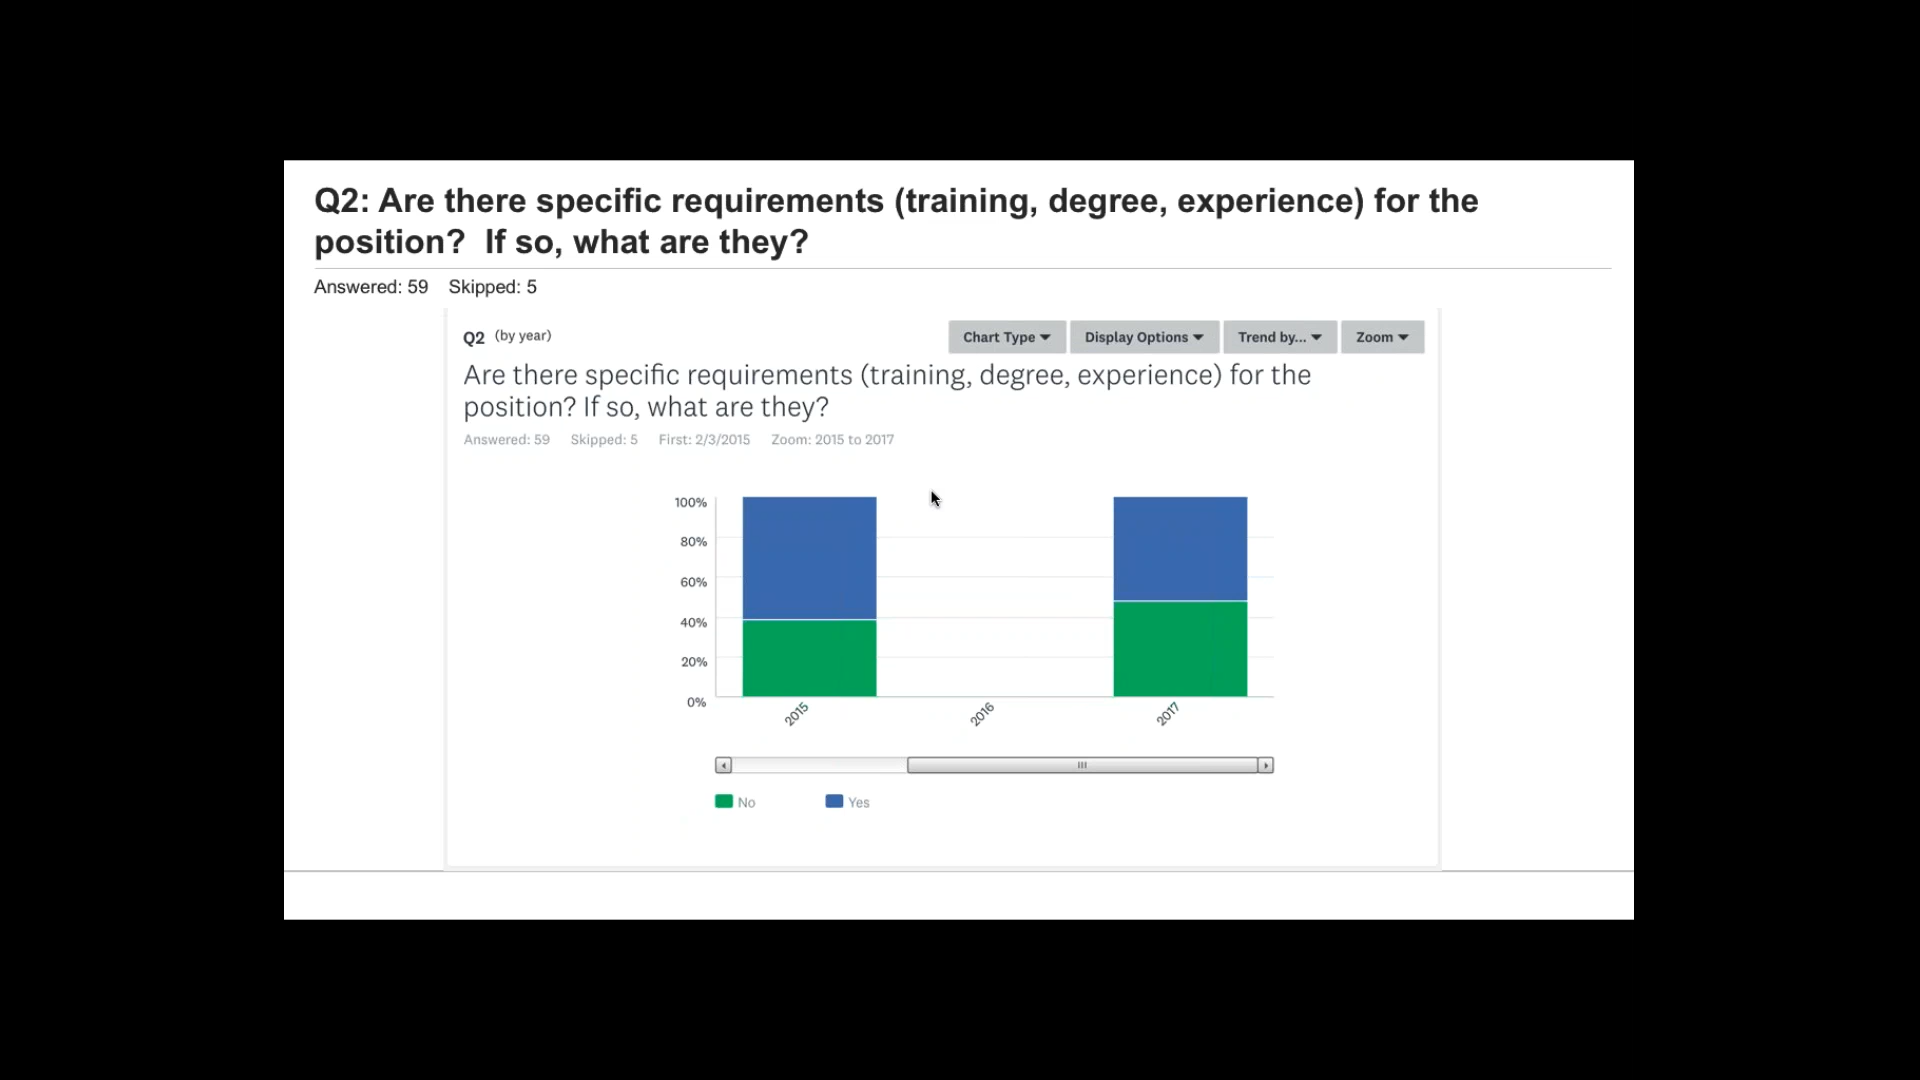 Q2: Are there specific requirements (training, degree, experience) for the
position?  If so, what are they?
Answered: 59    Skipped: 5
Q2 (by year)
Chart Type
Display Options
Trend by...
Zoom
Are there specific requirements (training, degree, experience) for the
position? If so, what are they?
Answered: 59    Skipped: 5    First: 2/3/2015    Zoom: 2015 to 2017
100%
80%
60%
40%
20%
0%
2015
2016
2017
No
Yes